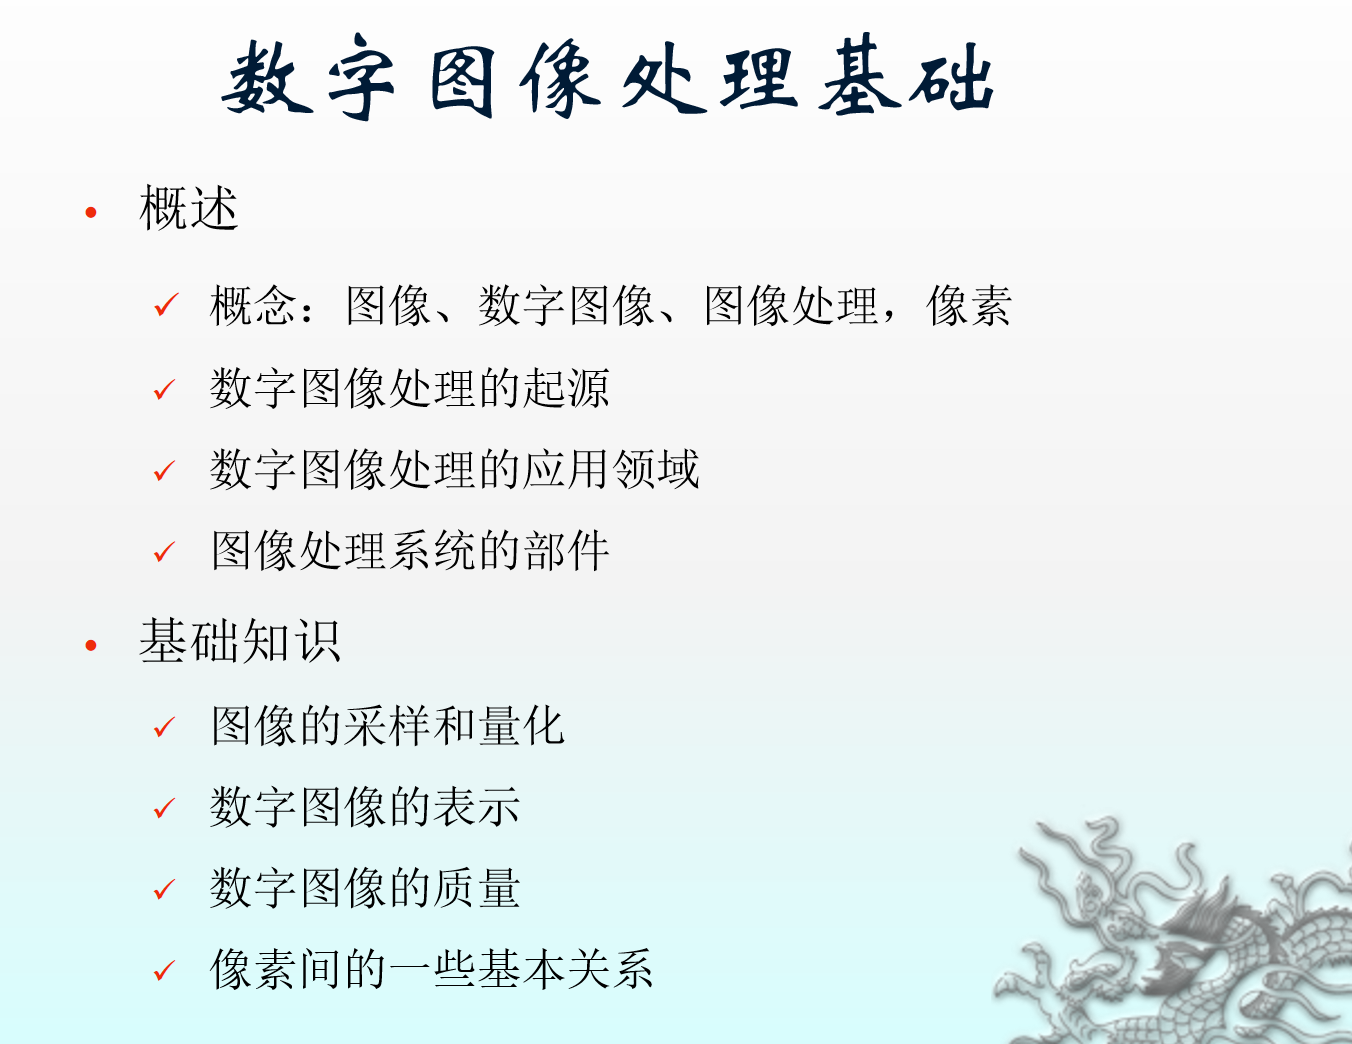 数字图像处理基础
• 概述
✓ 概念：图像、数字图像、图像处理，像素
✓ 数字图像处理的起源
✓ 数字图像处理的应用领域
✓ 图像处理系统的部件
• 基础知识
✓ 图像的采样和量化
✓ 数字图像的表示
✓ 数字图像的质量
✓ 像素间的一些基本关系